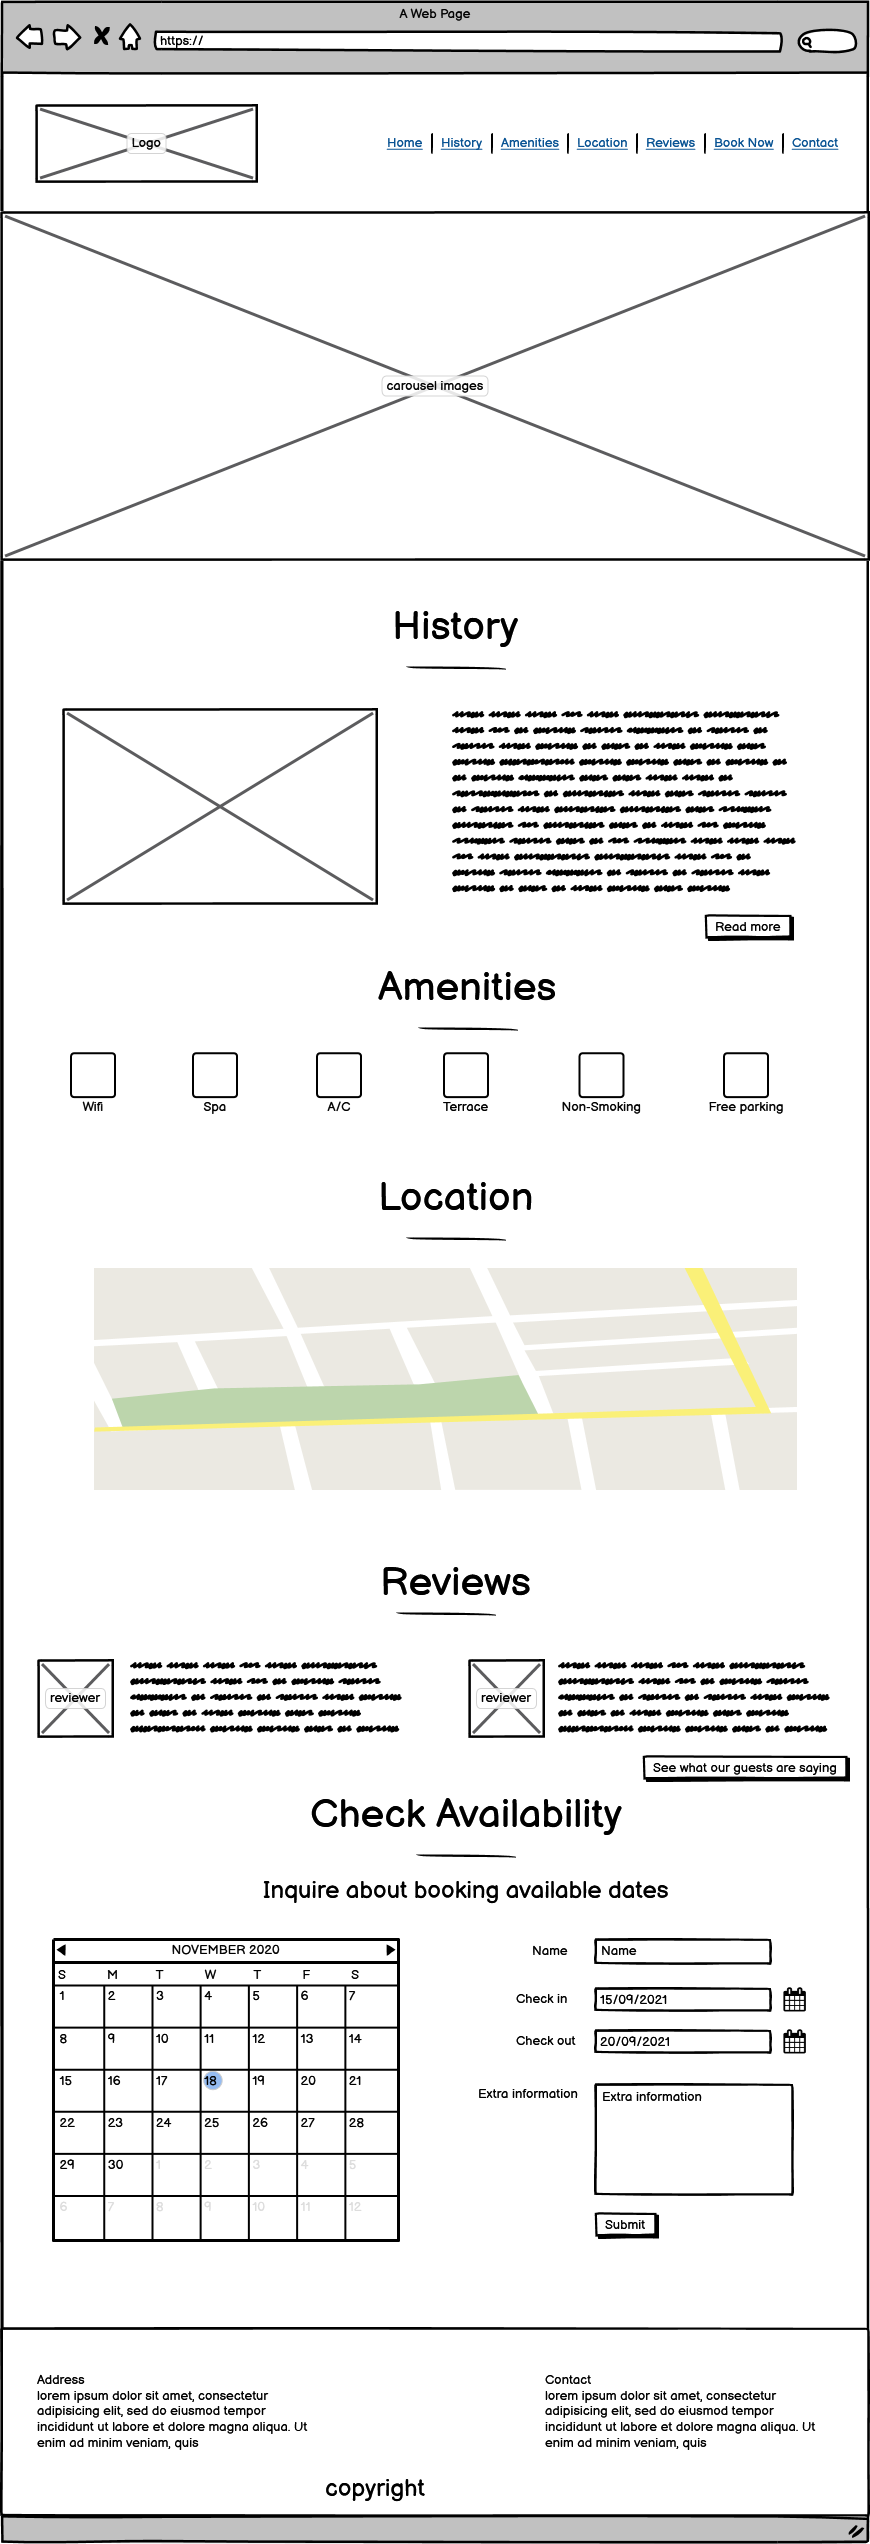 A Web Page
https://
Logo
Home
History
Amenities
Location
Reviews
Book Now
Contact
carousel images
History
Read more
Amenities
Wifi
Spa
A/C
Terrace
Non-Smoking
Free parking
Location
Reviews
reviewer
reviewer
See what our guests are saying
Check Availability
Inquire about booking available dates
NOVEMBER 2020
S M T W T F S
1 2 3 4 5 6 7
8 9 10 11 12 13 14
15 16 17 18 19 20 21
22 23 24 25 26 27 28
29 30 1 2 3 4 5
6 7 8 9 10 11 12
Name
Name
Check in
15/09/2021
Check out
20/09/2021
Extra information
Extra information
Submit
Address
lorem ipsum dolor sit amet, consectetur
adipisicing elit, sed do eiusmod tempor
incididunt ut labore et dolore magna aliqua. Ut
enim ad minim veniam, quis
Contact
lorem ipsum dolor sit amet, consectetur
adipisicing elit, sed do eiusmod tempor
incididunt ut labore et dolore magna aliqua. Ut
enim ad minim veniam, quis
copyright